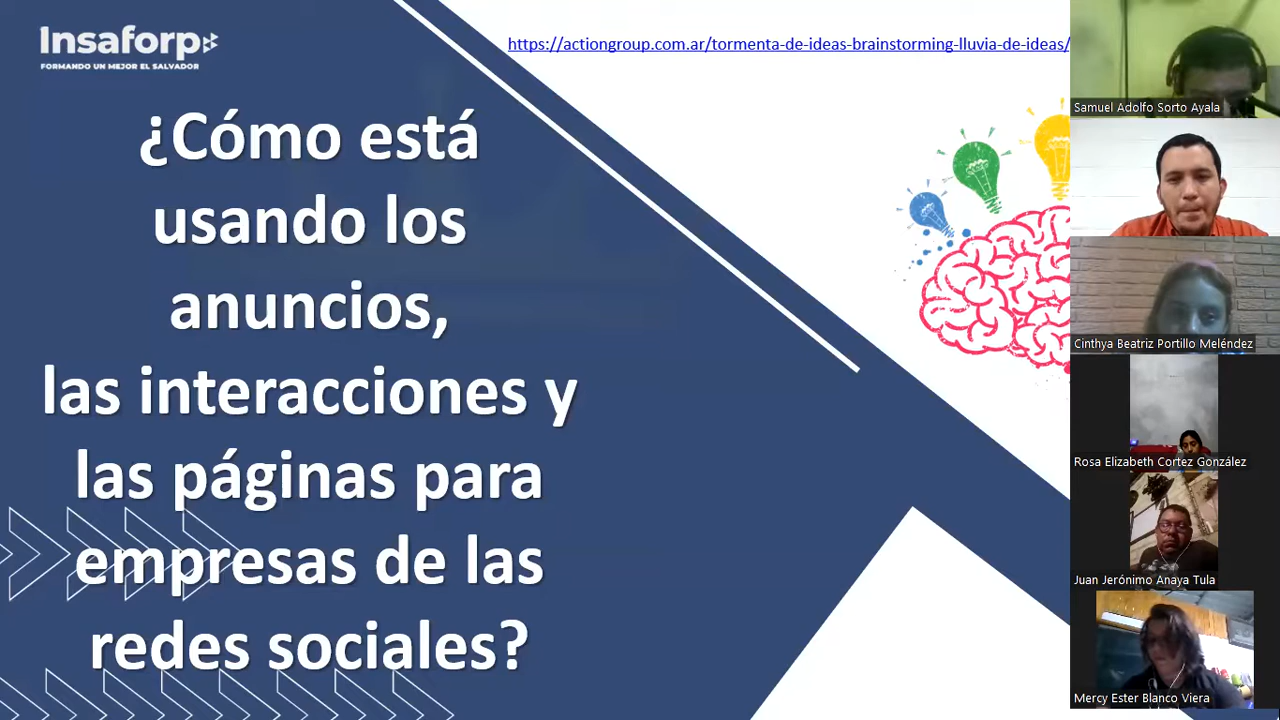 Insaforp
FORMANDO UN MEJOR EL SALVADOR
https://actiongroup.com.ar/tormenta-de-ideas-brainstorming-lluvia-de-ideas/
¿Cómo está
usando los
anuncios,
las interacciones y
las páginas para
empresas de las
redes sociales?
Samuel Adolfo Sorto Ayala
Cinthya Beatriz Portillo Meléndez
Rosa Elizabeth Cortez González
Juan Jerónimo Anaya Tula
Mercy Ester Blanco Viera